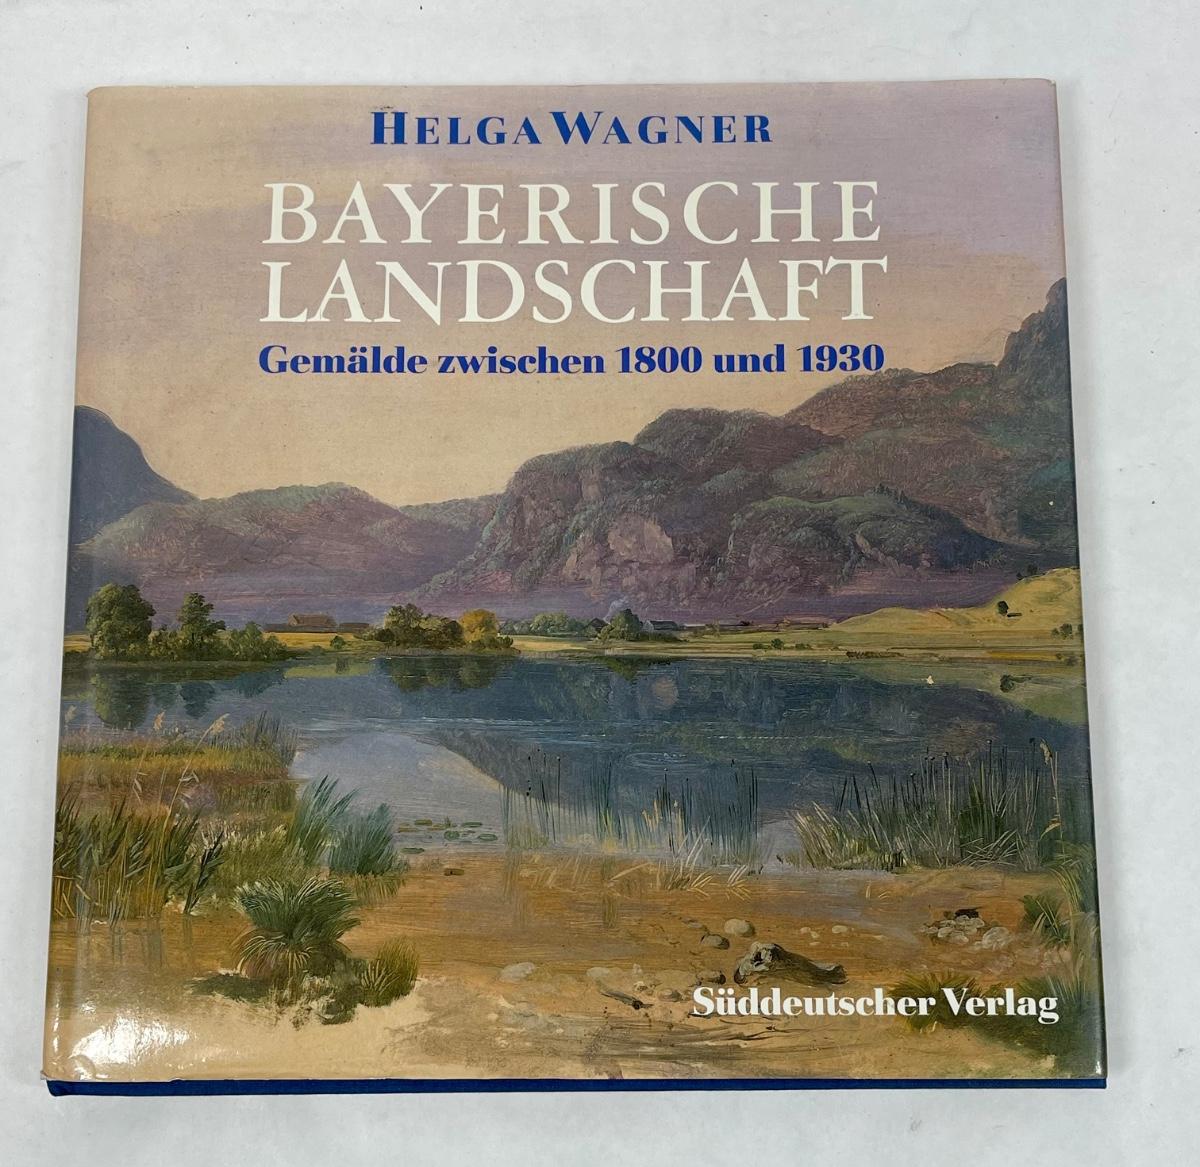 HELGA WAGNER
BAYERISCHE
LANDSCHAFT
Gemälde zwischen 1800 und 1930
Süddeutscher Verlag